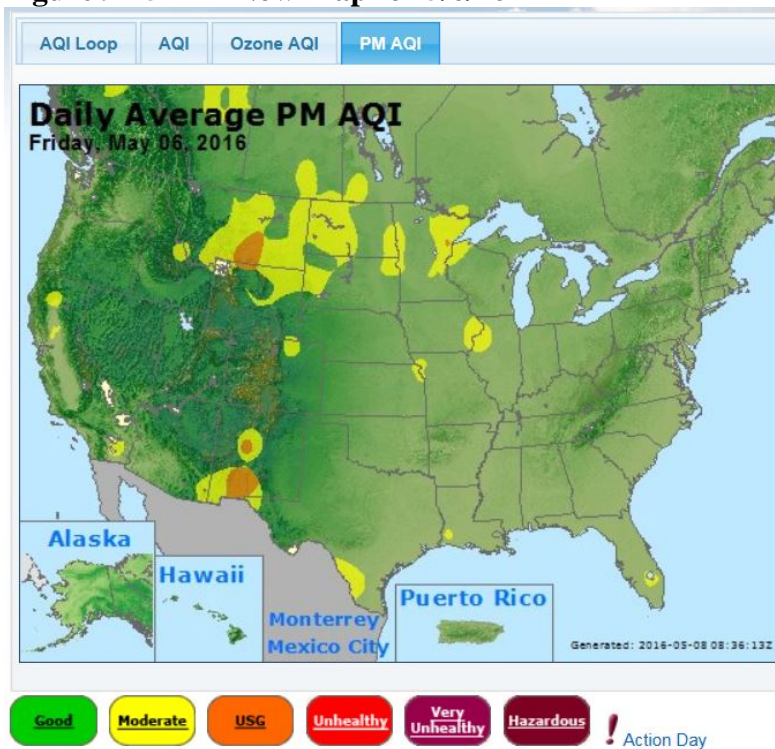 AQI Loop AQI Ozone AQI PM AQI
Daily Average PM AQI
Friday, May 06, 2016
Alaska
Hawaii
Monterrey
Mexico City
Puerto Rico
Generated: 2016-05-08 08:36:13Z
Good Moderate USG Unhealthy Very Unhealthy Hazardous ! Action Day